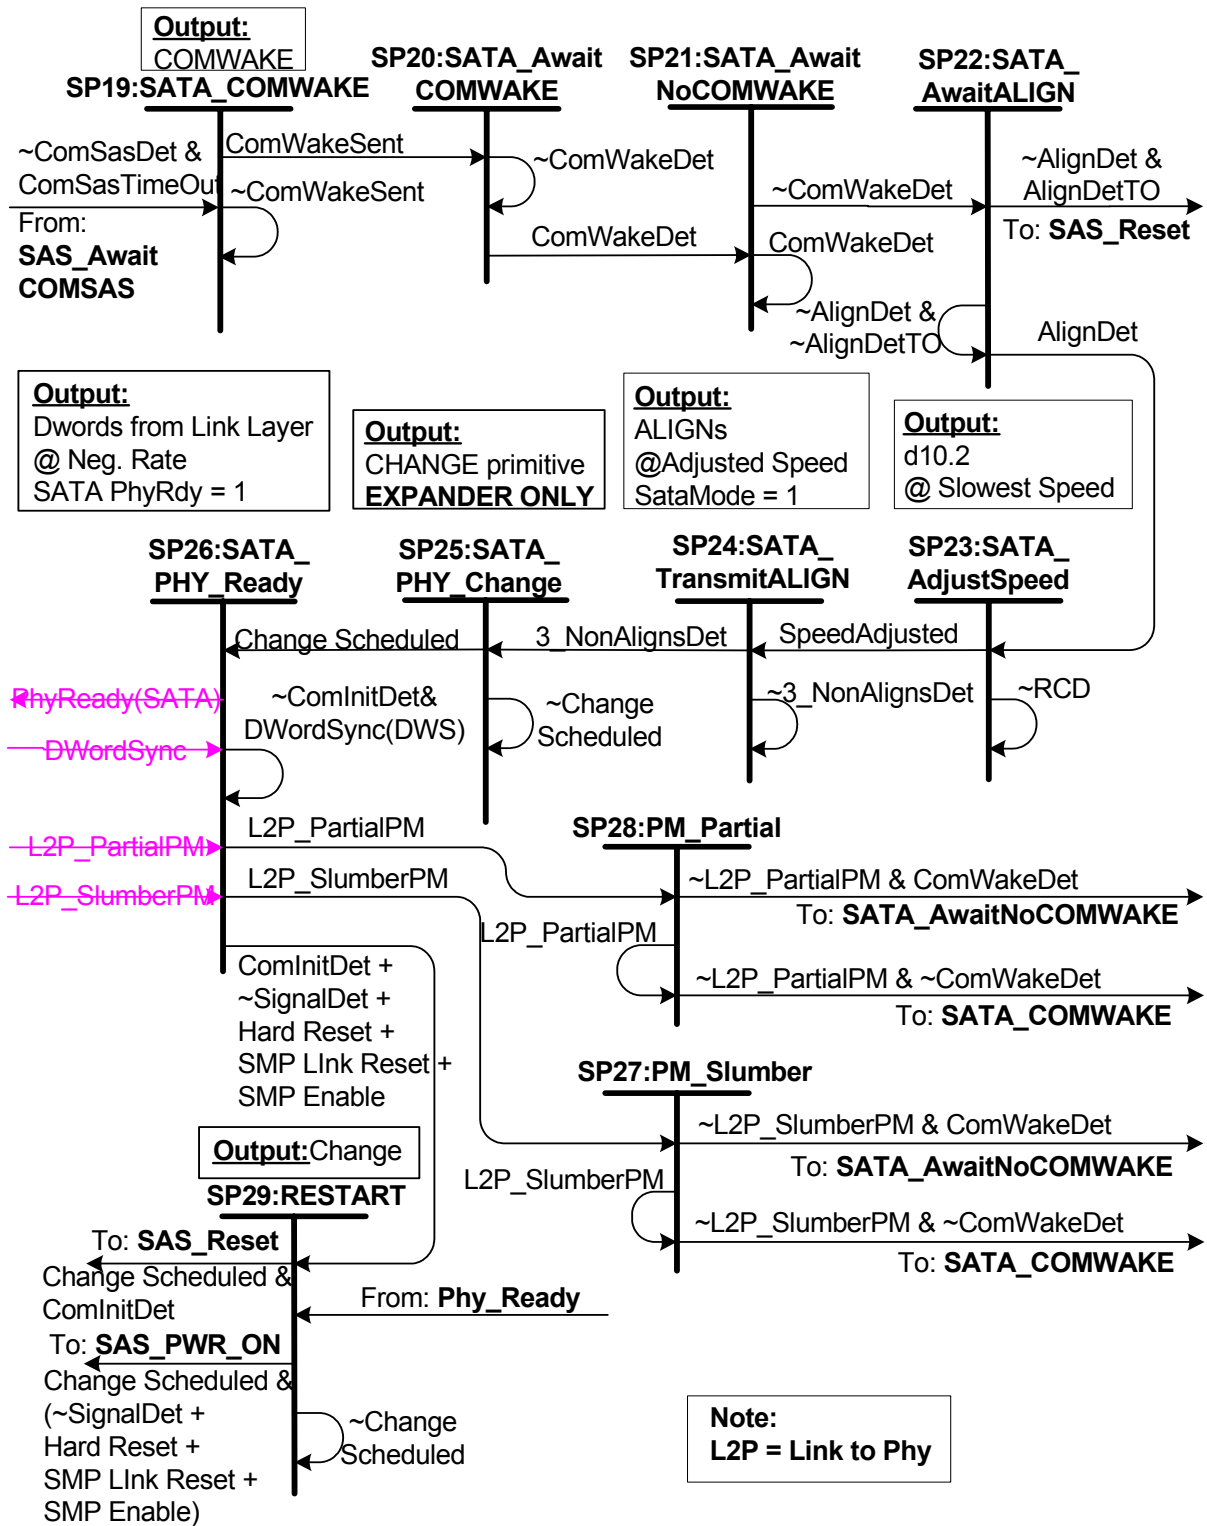 Output:
COMWAKE
SP19:SATA_COMWAKE
SP20:SATA_Await
COMWAKE
SP21:SATA_Await
NoCOMWAKE
SP22:SATA_
AwaitALIGN
~ComSasDet &
ComSasTimeOut
From:
SAS_Await
COMSAS
ComWakeSent
~ComWakeSent
~ComWakeDet
ComWakeDet
~ComWakeDet
ComWakeDet
~AlignDet &
AlignDetTO
To: SAS_Reset
~AlignDet &
~AlignDetTO
AlignDet
Output:
Dwords from Link Layer
@ Neg. Rate
SATA PhyRdy = 1
Output:
CHANGE primitive
EXPANDER ONLY
Output:
ALIGNs
@Adjusted Speed
SataMode = 1
Output:
d10.2
@ Slowest Speed
SP26:SATA_
PHY_Ready
SP25:SATA_
PHY_Change
SP24:SATA_
TransmitALIGN
SP23:SATA_
AdjustSpeed
Change Scheduled
3_NonAlignsDet
SpeedAdjusted
PhyReady(SATA)
~ComInitDet&
DWordSync(DWS)
~Change
Scheduled
~3_NonAlignsDet
~RCD
DWordSync
L2P_PartialPM
L2P_PartialPM
L2P_SlumberPM
L2P_SlumberPM
SP28:PM_Partial
~L2P_PartialPM & ComWakeDet
To: SATA_AwaitNoCOMWAKE
L2P_PartialPM
~L2P_PartialPM & ~ComWakeDet
To: SATA_COMWAKE
ComInitDet +
~SignalDet +
Hard Reset +
SMP LInk Reset +
SMP Enable
SP27:PM_Slumber
~L2P_SlumberPM & ComWakeDet
To: SATA_AwaitNoCOMWAKE
L2P_SlumberPM
~L2P_SlumberPM & ~ComWakeDet
To: SATA_COMWAKE
Output:Change
SP29:RESTART
To: SAS_Reset
Change Scheduled &
ComInitDet
From: Phy_Ready
To: SAS_PWR_ON
Change Scheduled &
(~SignalDet +
Hard Reset +
SMP LInk Reset +
SMP Enable)
~Change
Scheduled
Note:
L2P = Link to Phy